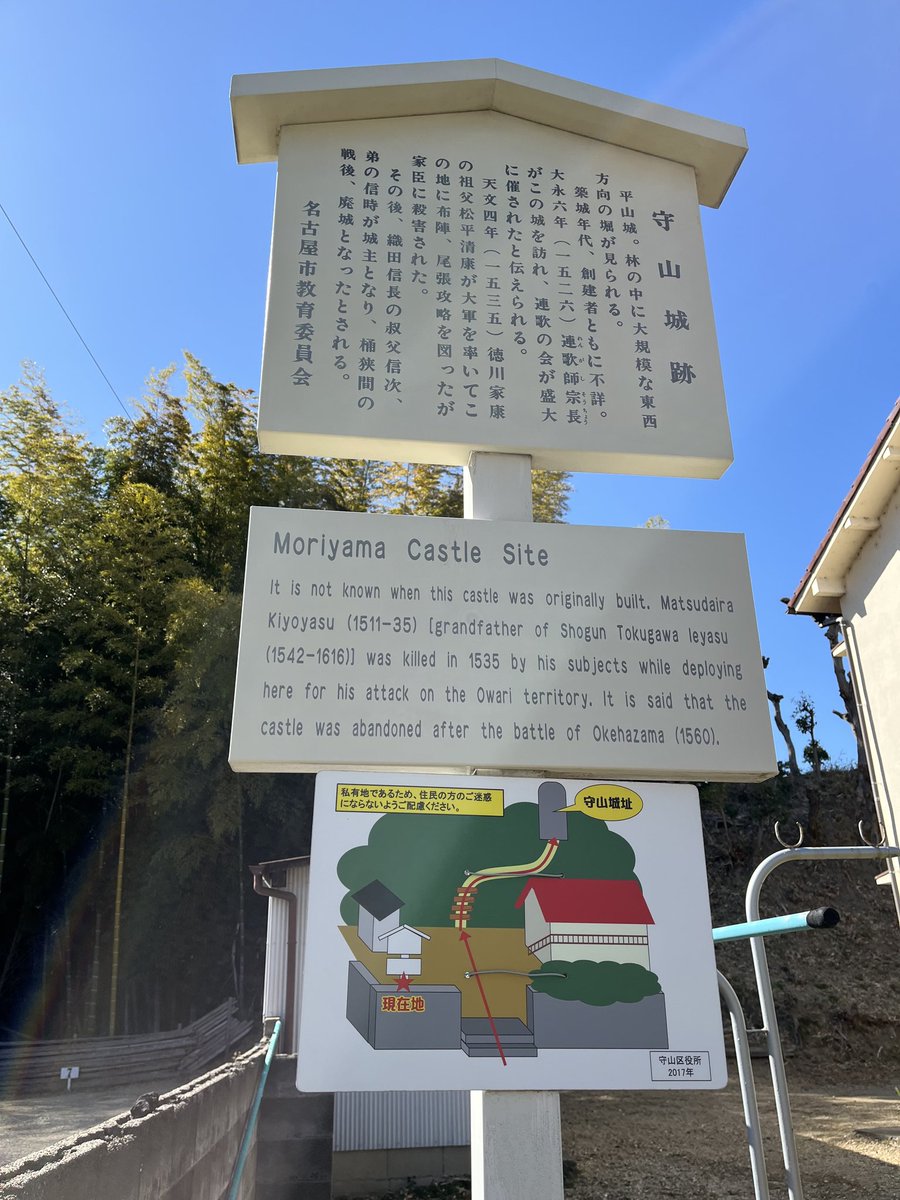 守山城跡
平山城。林の中に大規模な東西
方向の堀が見られる。
築城年代、創建者ともに不詳。
大永六年(一五二六)連歌師宗長
れんがしそうちょう
がこの城を訪れ、連歌の会が盛大
に催されたと伝えられる。
天文四年(一五三五)徳川家康
の祖父松平清康が大軍を率いてこ
の地に布陣、尾張攻略を図ったが
家臣に殺害された。
その後、織田信長の叔父信次、
弟の信時が城主となり、桶狭間の
戦後、廃城となったとされる。
名古屋市教育委員会
Moriyama Castle Site
It is not known when this castle was originally built. Matsudaira
Kiyoyasu (1511-35) [grandfather of Shogun Tokugawa Ieyasu
(1542-1616)] was killed in 1535 by his subjects while deploying
here for his attack on the Owari territory. It is said that the
castle was abandoned after the battle of Okehazama (1560).
私有地であるため、住民の方のご迷惑
にならないようご配慮ください。
守山城址
現在地
守山区役所
2017年
7